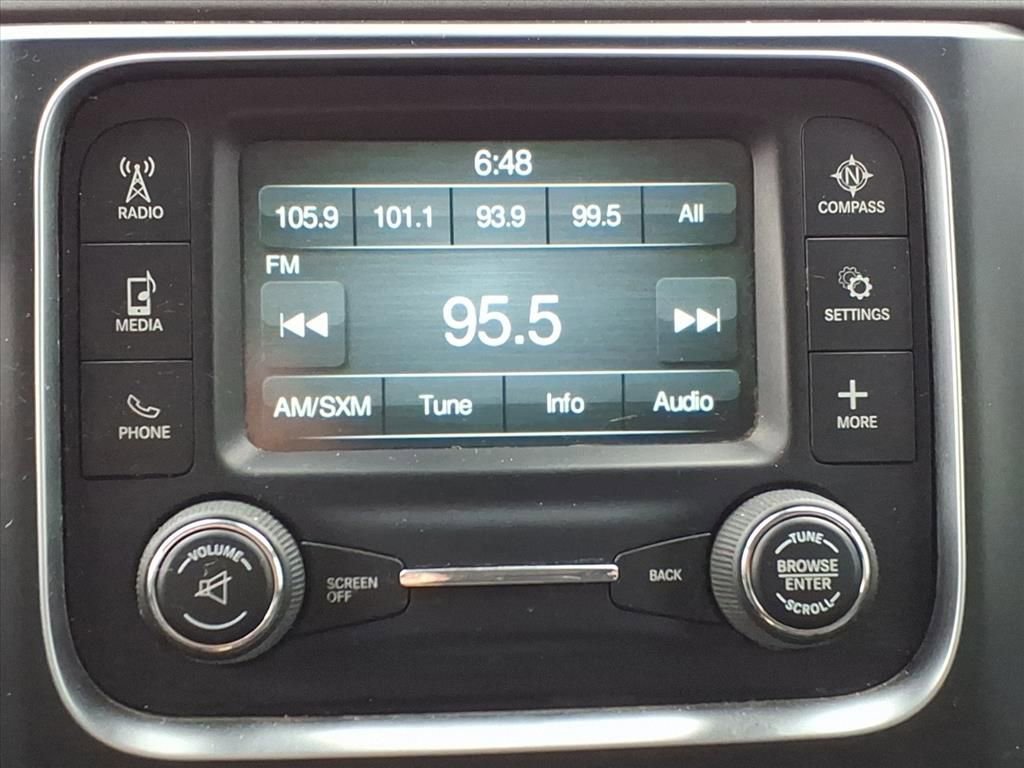 6:48
105.9 101.1 93.9 99.5 All
FM
95.5
AM/SXM Tune Info Audio
RADIO
MEDIA
PHONE
N
COMPASS
SETTINGS
MORE
VOLUME
SCREEN
OFF
BACK
TUNE
BROWSE
ENTER
SCROLL